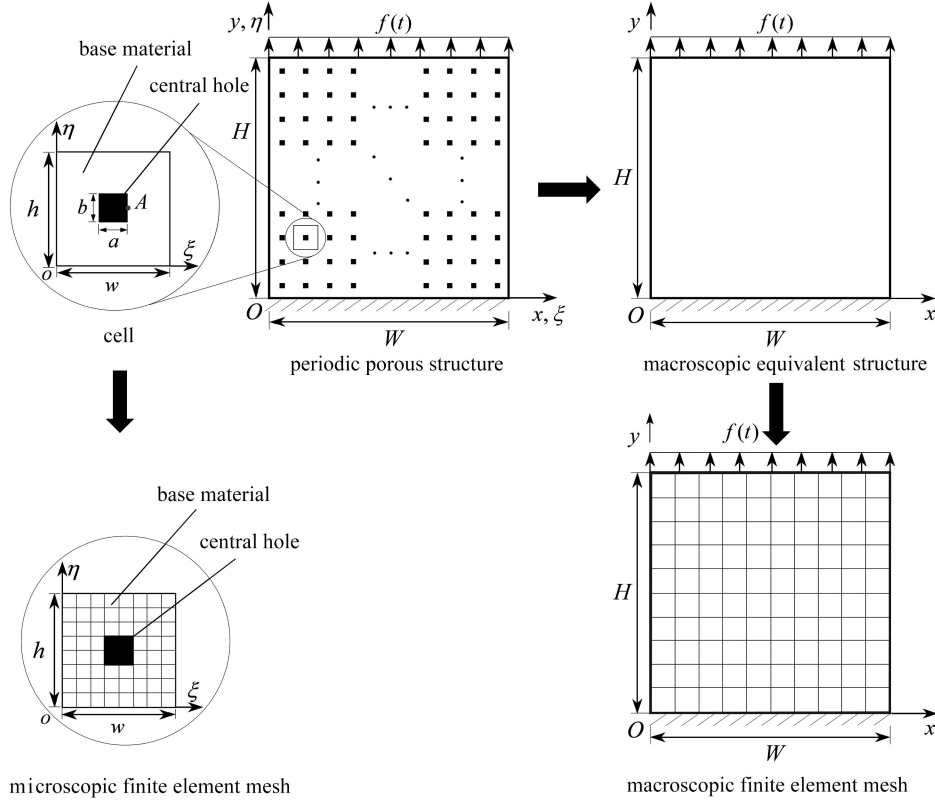 y, η
f(t)
y
f(t)
base material
central hole
η
h
b
A
a
ξ
o
w
cell
H
O
W
x, ξ
periodic porous structure
H
O
W
x
macroscopic equivalent structure
y
f(t)
base material
central hole
η
h
ξ
o
w
microscopic finite element mesh
H
O
W
x
macroscopic finite element mesh